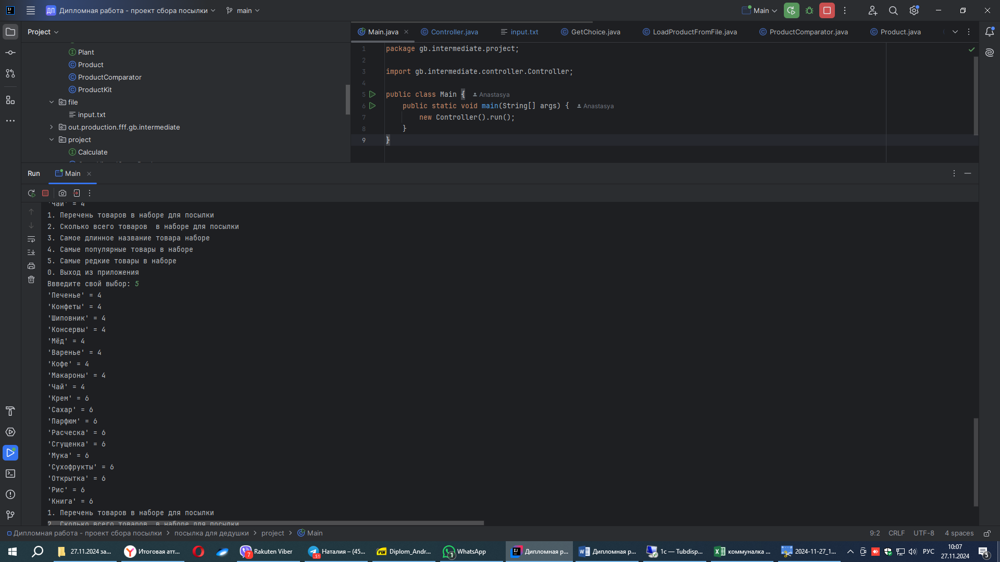 ДП Дипломная работа - проект сбора посылки main Main
Project
Main.java Controller.java input.txt GetChoice.java LoadProductFromFile.java ProductComparator.java Product.java
Plant
Product
ProductComparator
ProductKit
file
input.txt
out.production.fff.gb.intermediate
project
Calculate
1 package gb.intermediate.project;
2
3 import gb.intermediate.controller.Controller;
4
5 public class Main { Anastasya
6 public static void main(String[] args) { Anastasya
7 new Controller().run();
8 }
9 }
Run Main
'Чай' = 4
1. Перечень товаров в наборе для посылки
2. Сколько всего товаров  в наборе для посылки
3. Самое длинное название товара наборе
4. Самые популярные товары в наборе
5. Самые редкие товары в наборе
0. Выход из приложения
Ввведите свой выбор: 5
'Печенье' = 4
'Конфеты' = 4
'Шиповник' = 4
'Консервы' = 4
'Мёд' = 4
'Варенье' = 4
'Кофе' = 4
'Макароны' = 4
'Чай' = 4
'Крем' = 6
'Сахар' = 6
'Парфюм' = 6
'Расческа' = 6
'Сгущенка' = 6
'Мука' = 6
'Сухофрукты' = 6
'Открытка' = 6
'Рис' = 6
'Книга' = 6
1. Перечень товаров в наборе для посылки
2. Сколько всего товаров  в наборе для посылки
Дипломная работа - проект сбора посылки > посылка для дедушки > project > Main 9:2 CRLF UTF-8 4 spaces
27.11.2024 за... Итоговая атт... Rakuten Viber 7 Наталия – (45... 51 Diplom_Andr... WhatsApp 1 Дипломная р... Дипломная р... 1c — Tubdisp... коммуналка ... 2024-11-27_1... РУС 10:07
27.11.2024 5